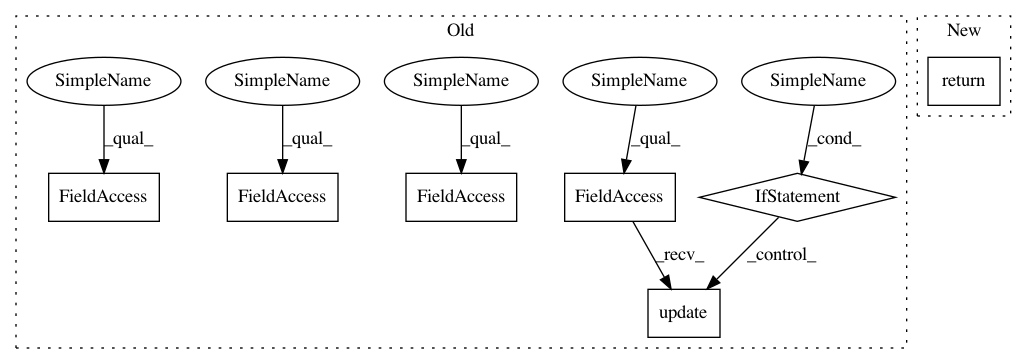 Old
New
SimpleName
SimpleName
SimpleName
SimpleName
SimpleName
return
_qual_
_qual_
_qual_
_qual_
_cond_
FieldAccess
FieldAccess
FieldAccess
FieldAccess
IfStatement
_recv_
_control_
update